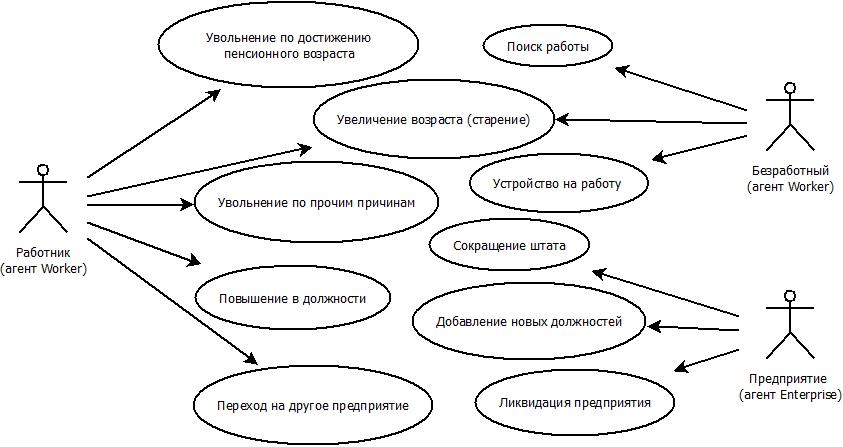 Увольнение по достижению
пенсионного возраста
Поиск работы
Увеличение возраста (старение)
Безработный
(агент Worker)
Устройство на работу
Увольнение по прочим причинам
Работник
(агент Worker)
Сокращение штата
Повышение в должности
Добавление новых должностей
Предприятие
(агент Enterprise)
Переход на другое предприятие
Ликвидация предприятия